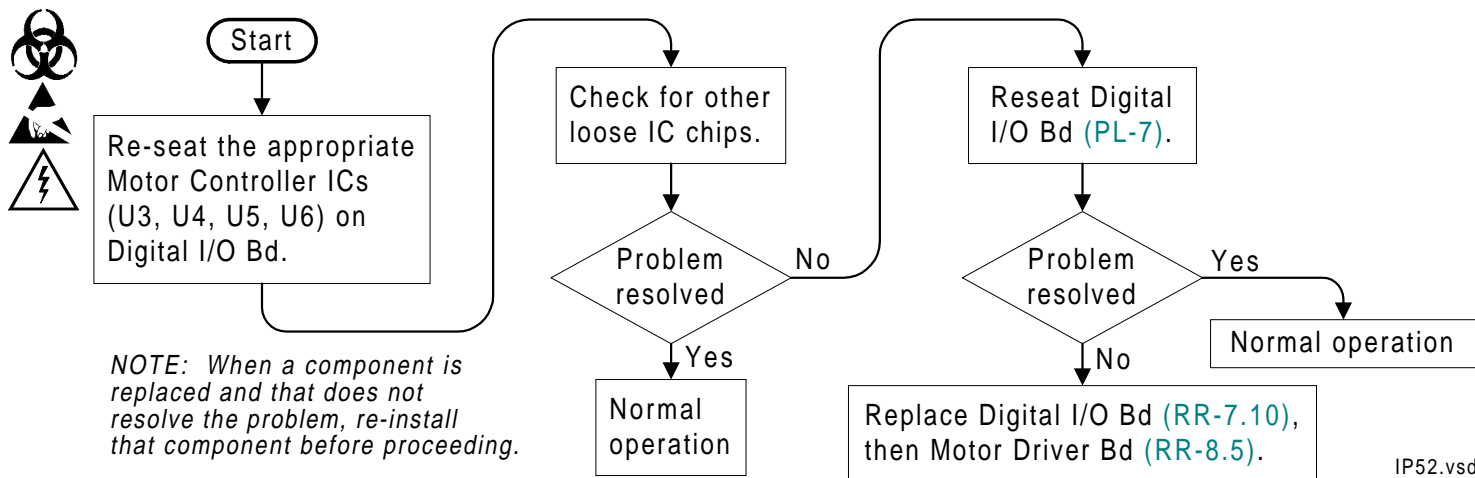 Start
Re-seat the appropriate
Motor Controller ICs
(U3, U4, U5, U6) on
Digital I/O Bd.
NOTE: When a component is
replaced and that does not
resolve the problem, re-install
that component before proceeding.
Check for other
loose IC chips.
Problem
resolved
No
Yes
Normal
operation
Reseat Digital
I/O Bd (PL-7).
Problem
resolved
Yes
Normal operation
No
Replace Digital I/O Bd (RR-7.10),
then Motor Driver Bd (RR-8.5).
IP52.vsd